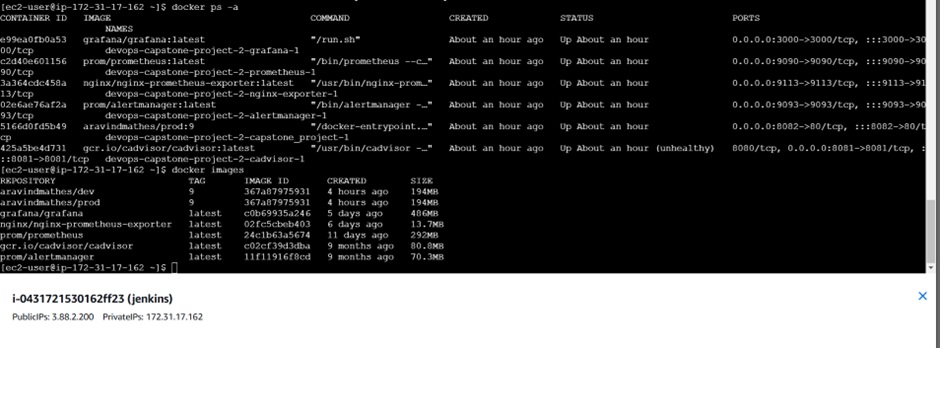 [ec2-user@ip-172-31-17-162 ~]$ docker ps -a
CONTAINER ID IMAGE COMMAND CREATED STATUS PORTS
NAMES
e99ea0fb0a53 grafana/grafana:latest "/run.sh" About an hour ago Up About an hour 0.0.0.0:3000->3000/tcp, :::3000->30
00/tcp devops-capstone-project-2-grafana-1
c2d40e601156 prom/prometheus:latest "/bin/prometheus --c…" About an hour ago Up About an hour 0.0.0.0:9090->9090/tcp, :::9090->90
90/tcp devops-capstone-project-2-prometheus-1
3a364cdc458a nginx/nginx-prometheus-exporter:latest "/usr/bin/nginx-prom…" About an hour ago Up About an hour 0.0.0.0:9113->9113/tcp, :::9113->91
13/tcp devops-capstone-project-2-nginx-exporter-1
02e6ae76af2a prom/alertmanager:latest "/bin/alertmanager -…" About an hour ago Up About an hour 0.0.0.0:9093->9093/tcp, :::9093->90
93/tcp devops-capstone-project-2-alertmanager-1
5166d0fd5b49 aravindmathes/prod:9 "/docker-entrypoint.…" About an hour ago Up About an hour 0.0.0.0:8082->80/tcp, :::8082->80/t
cp devops-capstone-project-2-capstone_project-1
425a5be4d731 gcr.io/cadvisor/cadvisor:latest "/usr/bin/cadvisor -…" About an hour ago Up About an hour (unhealthy) 8080/tcp, 0.0.0.0:8081->8081/tcp, :
::8081->8081/tcp devops-capstone-project-2-cadvisor-1
[ec2-user@ip-172-31-17-162 ~]$ docker images
REPOSITORY TAG IMAGE ID CREATED SIZE
aravindmathes/dev 9 367a87975931 4 hours ago 194MB
aravindmathes/prod 9 367a87975931 4 hours ago 194MB
grafana/grafana latest c0b69935a246 5 days ago 486MB
nginx/nginx-prometheus-exporter latest 02fc5cbeb403 6 days ago 13.7MB
prom/prometheus latest 24c1b63a5674 11 days ago 292MB
gcr.io/cadvisor/cadvisor latest c02cf39d3dba 9 months ago 80.8MB
prom/alertmanager latest 11f11916f8cd 9 months ago 70.3MB
[ec2-user@ip-172-31-17-162 ~]$
i-0431721530162ff23 (jenkins)
PublicIPs: 3.88.2.200 PrivateIPs: 172.31.17.162